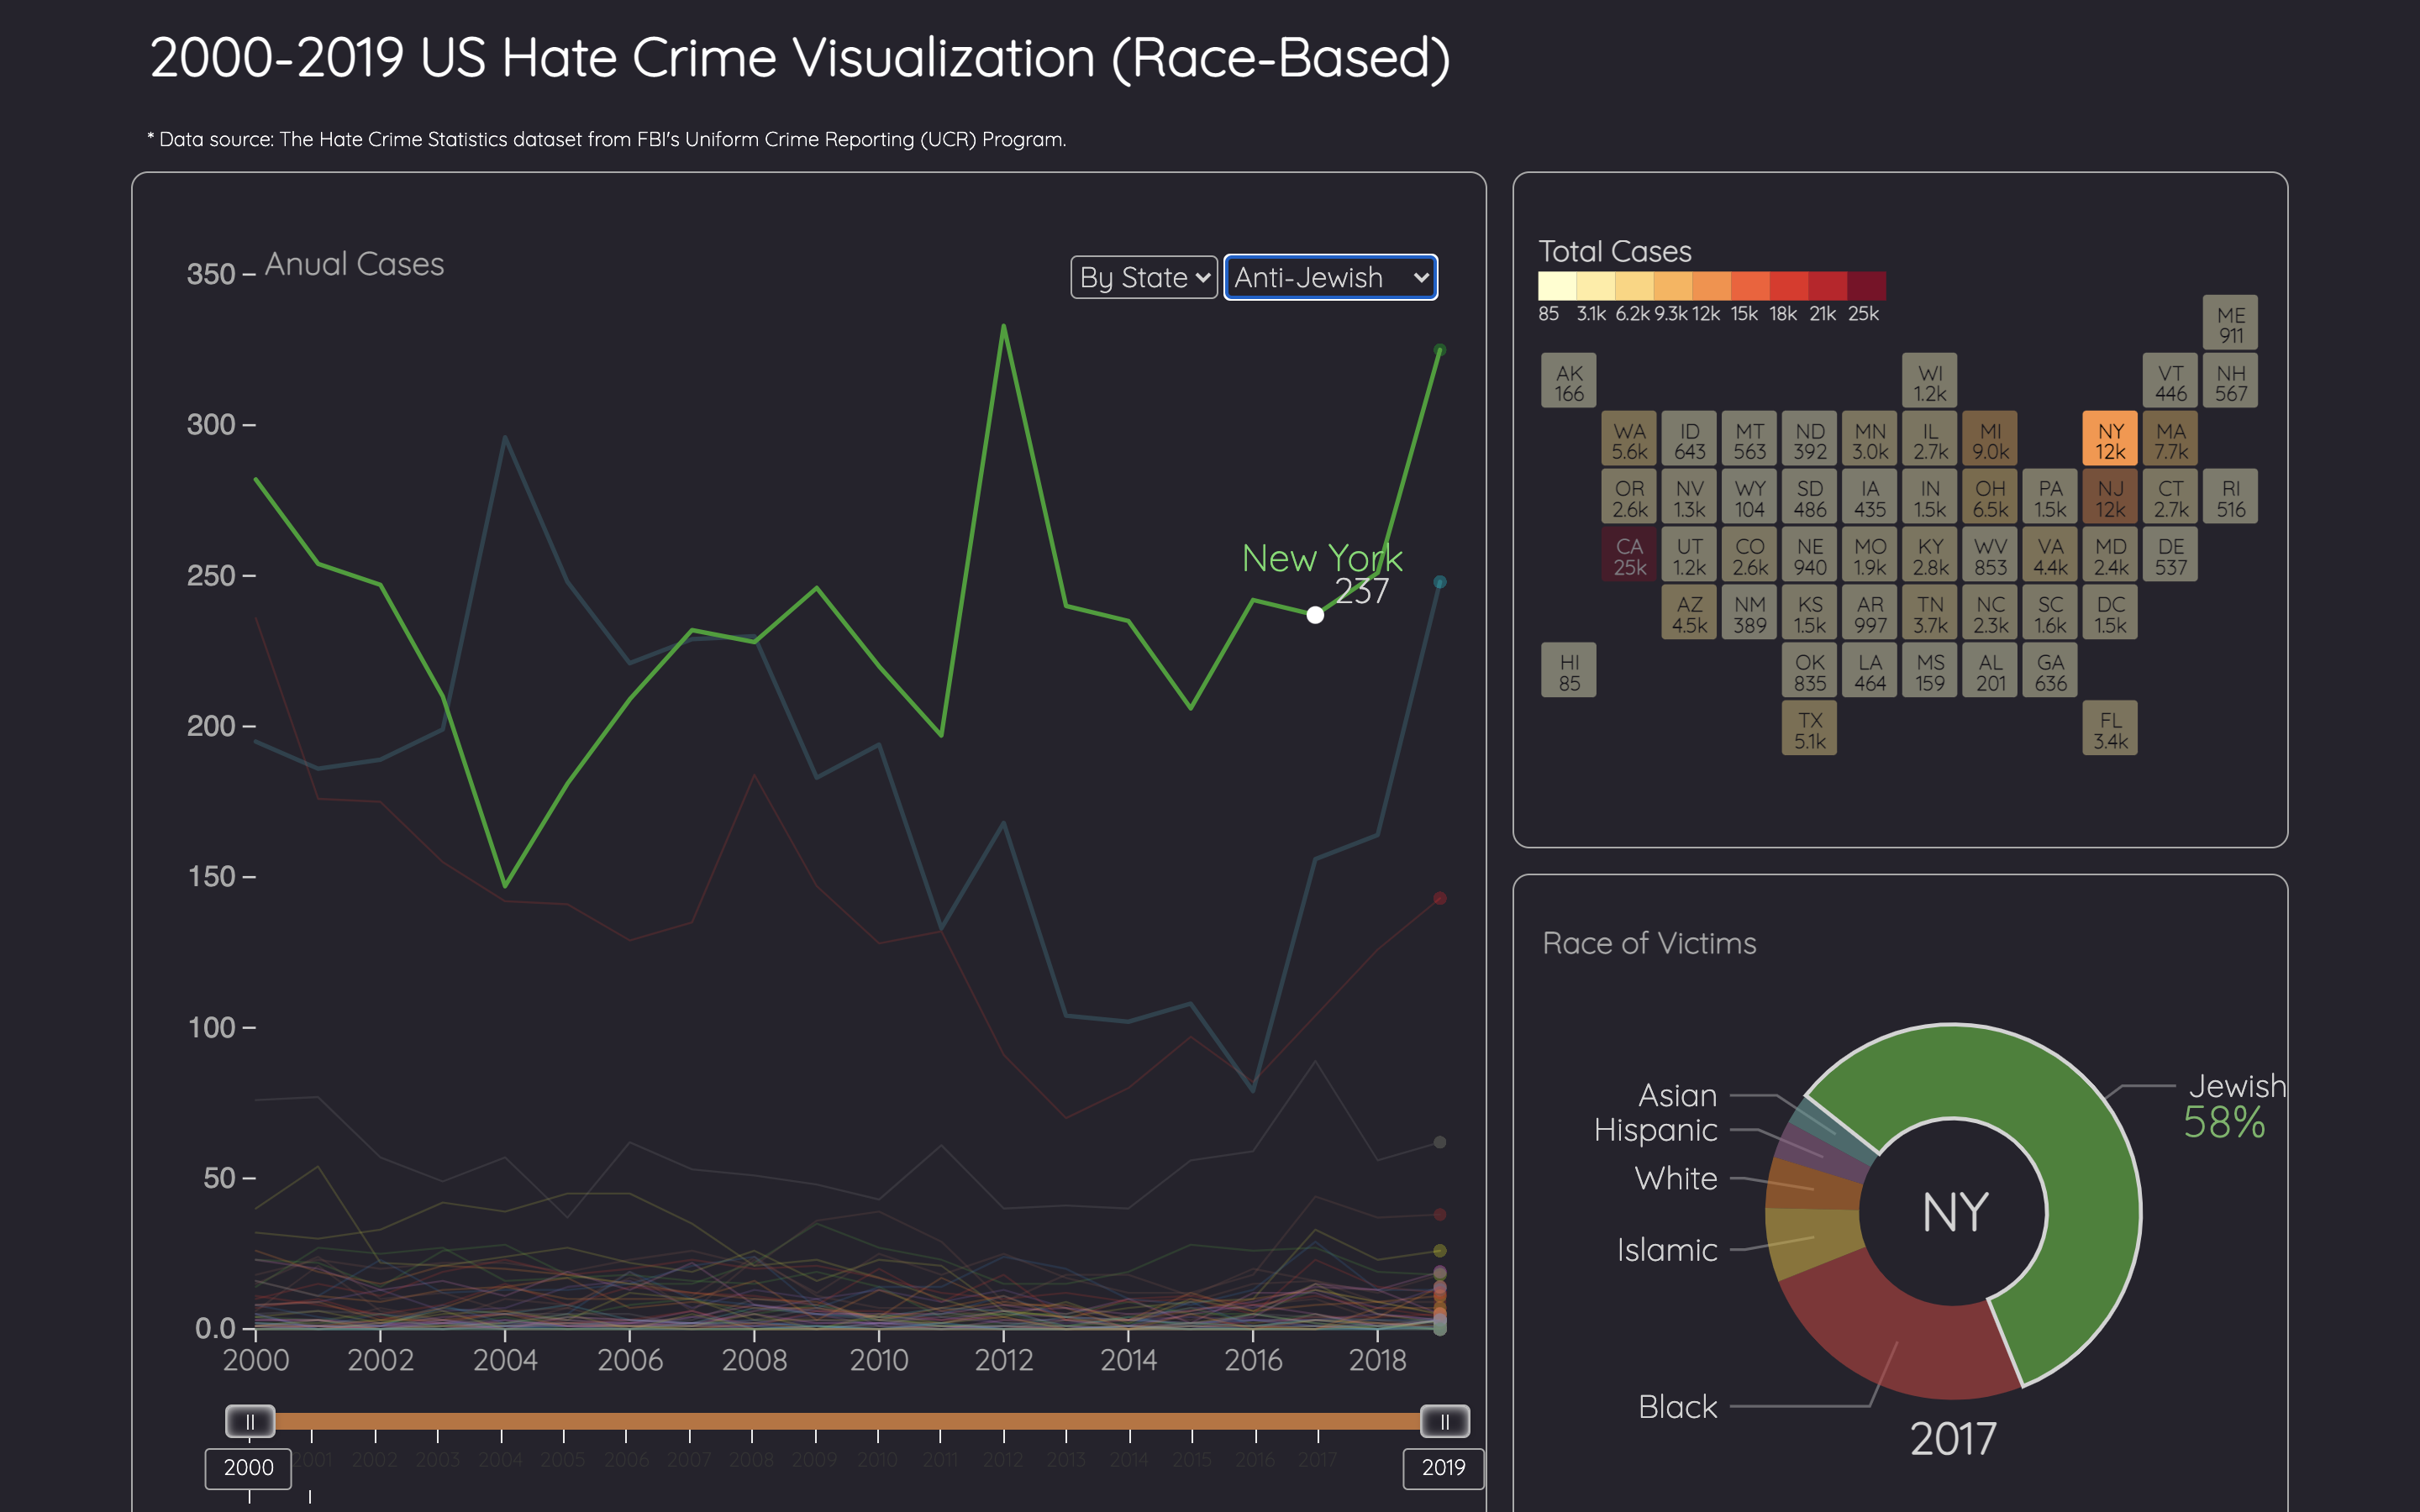 2000-2019 US Hate Crime Visualization (Race-Based)
* Data source: The Hate Crime Statistics dataset from FBI's Uniform Crime Reporting (UCR) Program.
Anual Cases
By State
Anti-Jewish
350
300
250
200
150
100
50
0.0
New York
237
2000 2002 2004 2006 2008 2010 2012 2014 2016 2018
2001 2002 2003 2004 2005 2006 2007 2008 2009 2010 2011 2012 2013 2014 2015 2016 2017
2000
2019
Total Cases
85 3.1k 6.2k 9.3k 12k 15k 18k 21k 25k
ME
911
AK WI VT NH
166 1.2k 446 567
WA ID MT ND MN IL MI NY MA
5.6k 643 563 392 3.0k 2.7k 9.0k 12k 7.7k
OR NV WY SD IA IN OH PA NJ CT RI
2.6k 1.3k 104 486 435 1.5k 6.5k 1.5k 12k 2.7k 516
CA UT CO NE MO KY WV VA MD DE
25k 1.2k 2.6k 940 1.9k 2.8k 853 4.4k 2.4k 537
AZ NM KS AR TN NC SC DC
4.5k 389 1.5k 997 3.7k 2.3k 1.6k 1.5k
HI OK LA MS AL GA
85 835 464 159 201 636
TX FL
5.1k 3.4k
Race of Victims
Jewish
58%
Asian
Hispanic
White
Islamic
Black
NY
2017